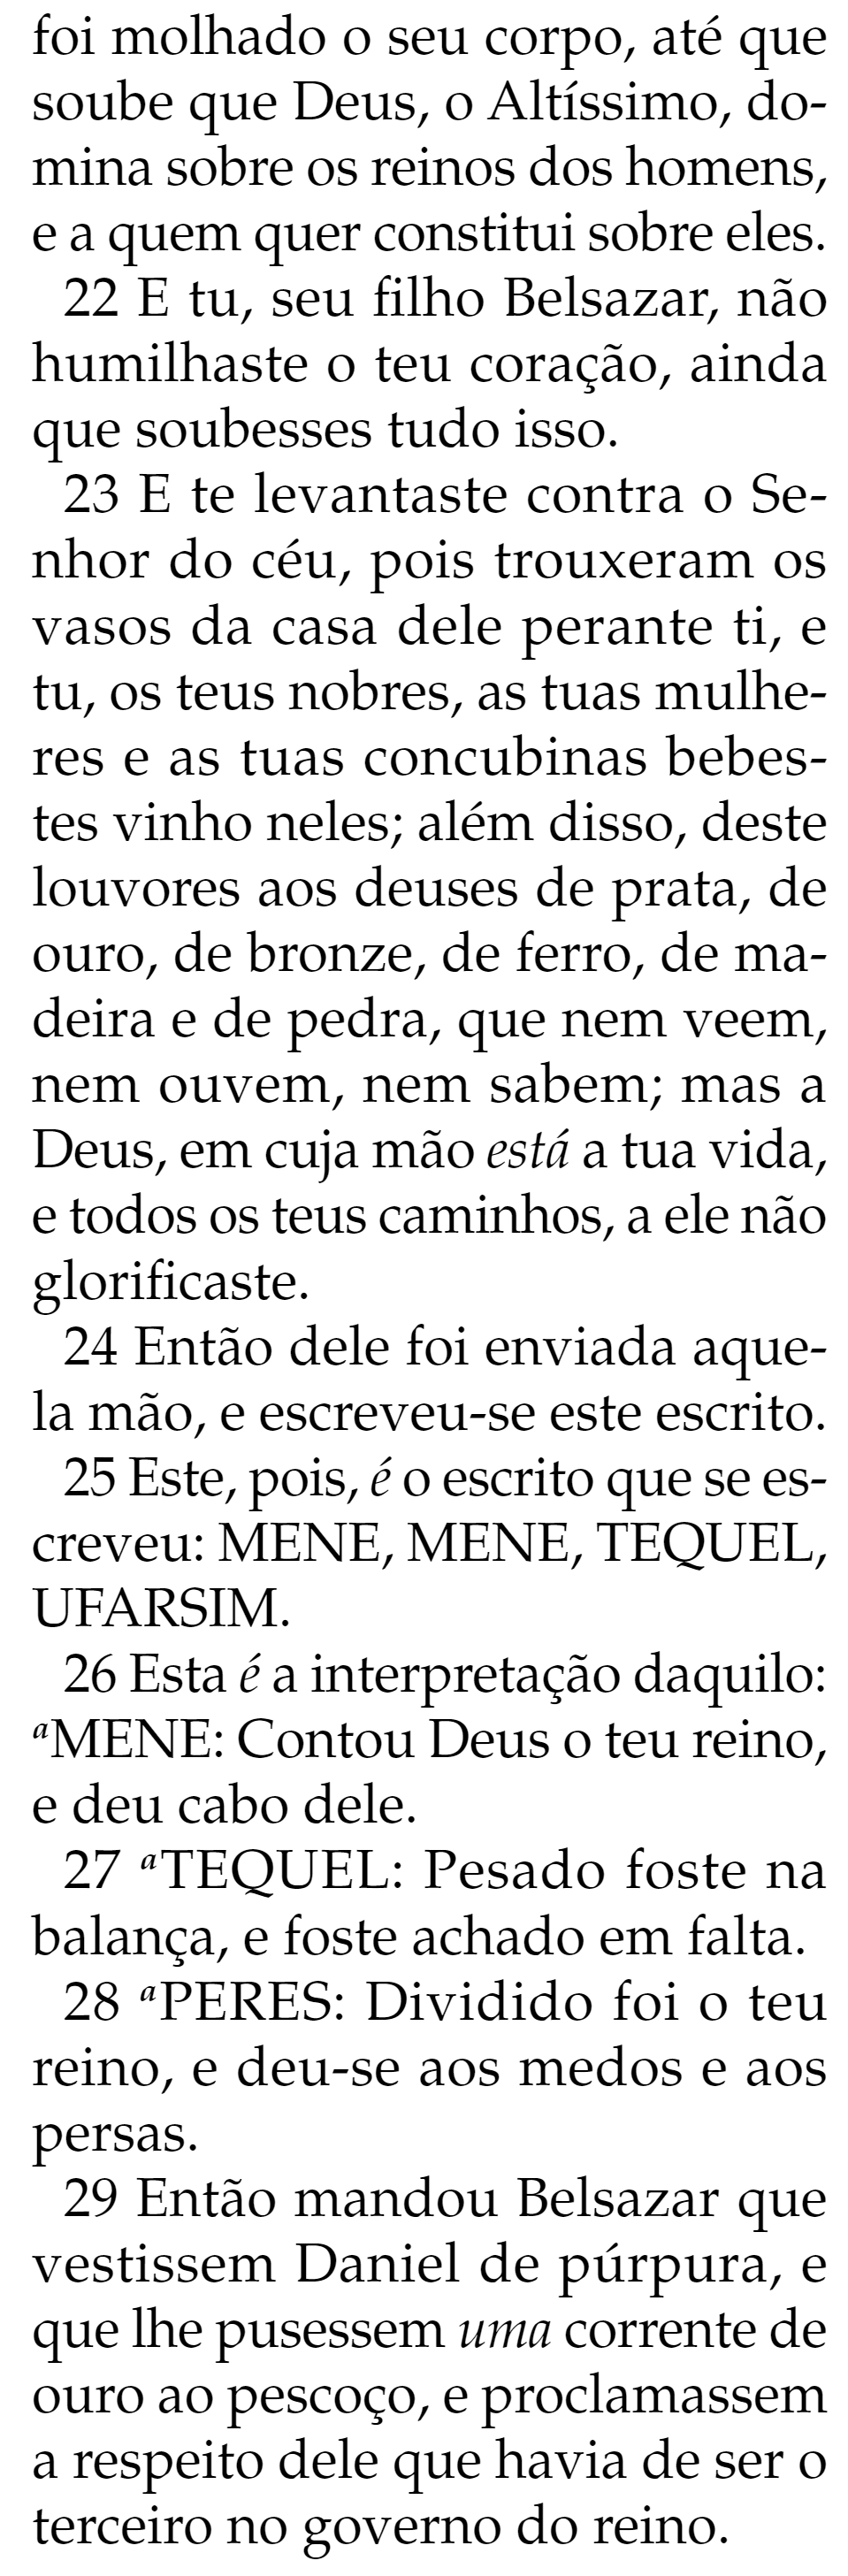 foi molhado o seu corpo, até que
soube que Deus, o Altíssimo, do-
mina sobre os reinos dos homens,
e a quem quer constitui sobre eles.
22 E tu, seu filho Belsazar, não
humilhaste o teu coração, ainda
que soubesses tudo isso.
23 E te levantaste contra o Se-
nhor do céu, pois trouxeram os
vasos da casa dele perante ti, e
tu, os teus nobres, as tuas mulhe-
res e as tuas concubinas bebes-
tes vinho neles; além disso, deste
louvores aos deuses de prata, de
ouro, de bronze, de ferro, de ma-
deira e de pedra, que nem veem,
nem ouvem, nem sabem; mas a
Deus, em cuja mão está a tua vida,
e todos os teus caminhos, a ele não
glorificaste.
24 Então dele foi enviada aque-
la mão, e escreveu-se este escrito.
25 Este, pois, é o escrito que se es-
creveu: MENE, MENE, TEQUEL,
UFARSIM.
26 Esta é a interpretação daquilo:
ᵃMENE: Contou Deus o teu reino,
e deu cabo dele.
27 ᵃTEQUEL: Pesado foste na
balança, e foste achado em falta.
28 ᵃPERES: Dividido foi o teu
reino, e deu-se aos medos e aos
persas.
29 Então mandou Belsazar que
vestissem Daniel de púrpura, e
que lhe pusessem uma corrente de
ouro ao pescoço, e proclamassem
a respeito dele que havia de ser o
terceiro no governo do reino.